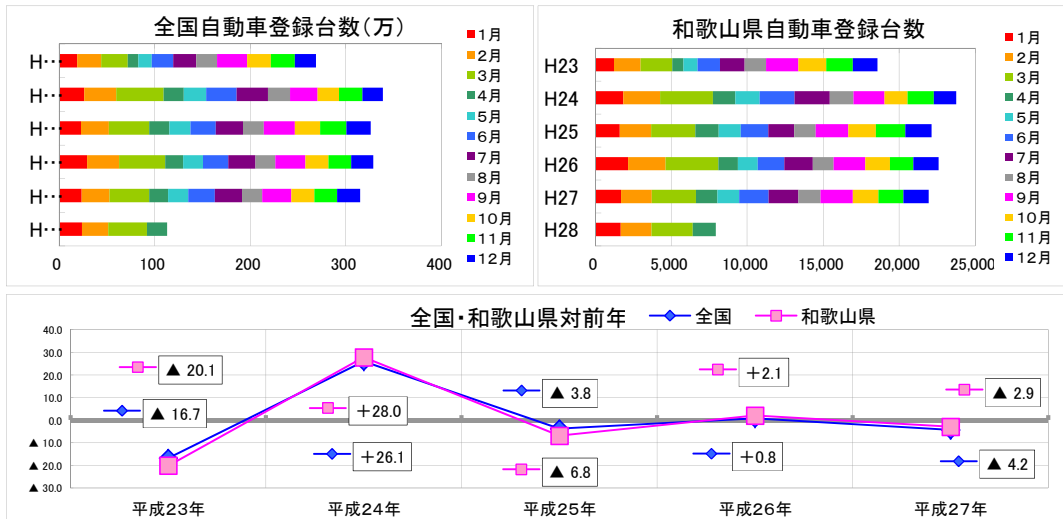 全国自動車登録台数(万)
H…
H…
H…
H…
H…
H…
0 100 200 300 400
1月
2月
3月
4月
5月
6月
7月
8月
9月
10月
11月
12月
和歌山県自動車登録台数
H23
H24
H25
H26
H27
H28
0 5,000 10,000 15,000 20,000 25,000
1月
2月
3月
4月
5月
6月
7月
8月
9月
10月
11月
12月
全国・和歌山県対前年 全国 和歌山県
40.0
30.0
20.0
10.0
0.0
▲ 10.0
▲ 20.0
▲ 30.0
▲ 20.1
▲ 16.7
+28.0
+26.1
▲ 3.8
▲ 6.8
+2.1
+0.8
▲ 2.9
▲ 4.2
平成23年 平成24年 平成25年 平成26年 平成27年